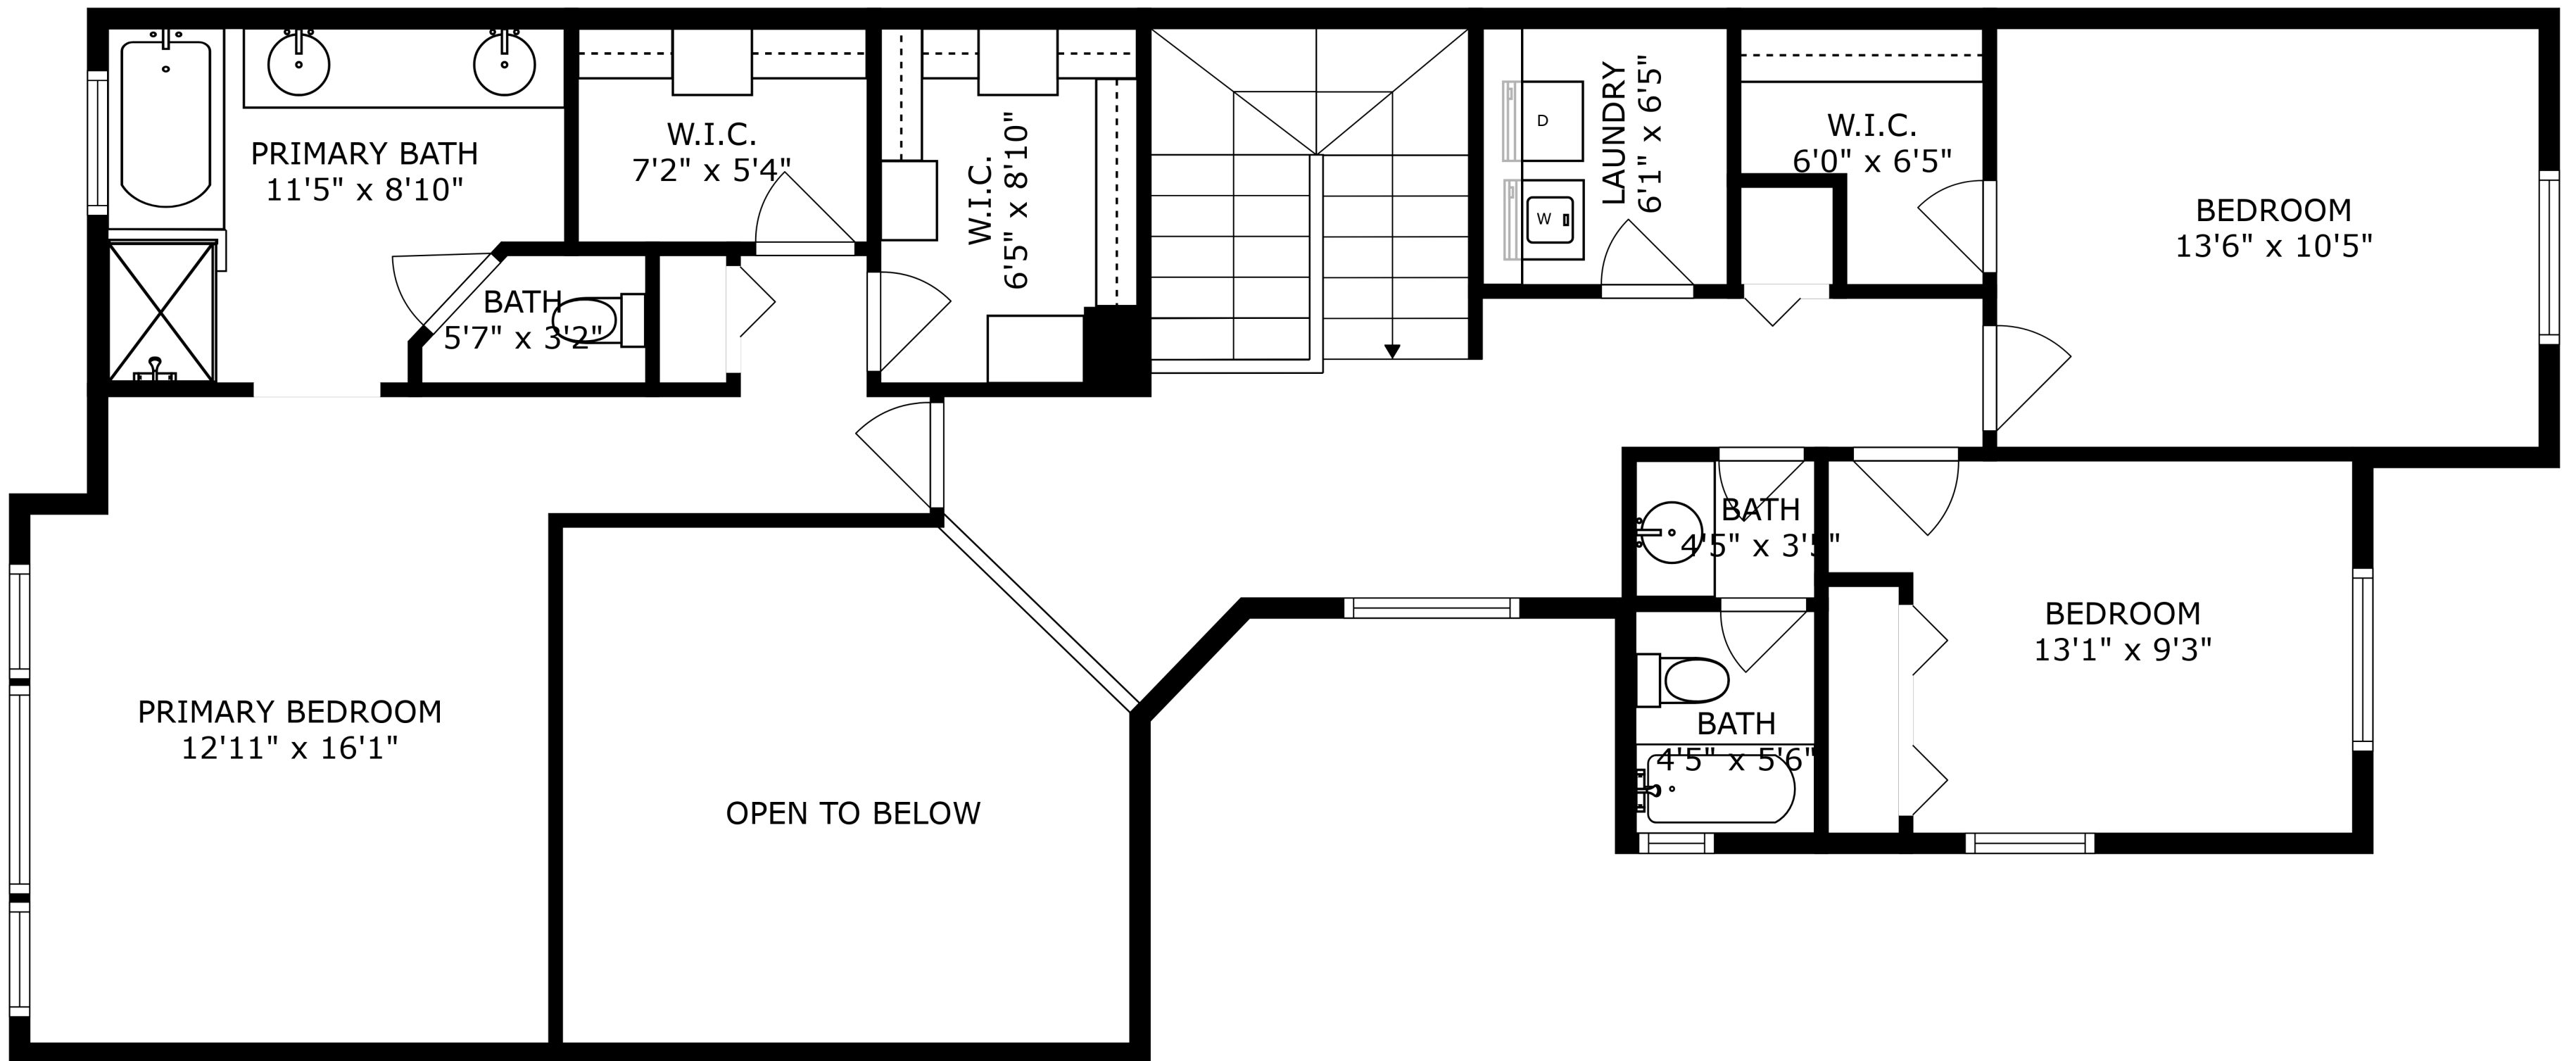 PRIMARY BATH
11'5" x 8'10"
W.I.C.
7'2" x 5'4"
W.I.C.
6'5" x 8'10"
D
W
LAUNDRY
6'1" x 6'5"
W.I.C.
6'0" x 6'5"
BEDROOM
13'6" x 10'5"
BATH
5'7" x 3'2"
BATH
4'5" x 3'5"
BEDROOM
13'1" x 9'3"
PRIMARY BEDROOM
12'11" x 16'1"
BATH
4'5" x 5'6"
OPEN TO BELOW